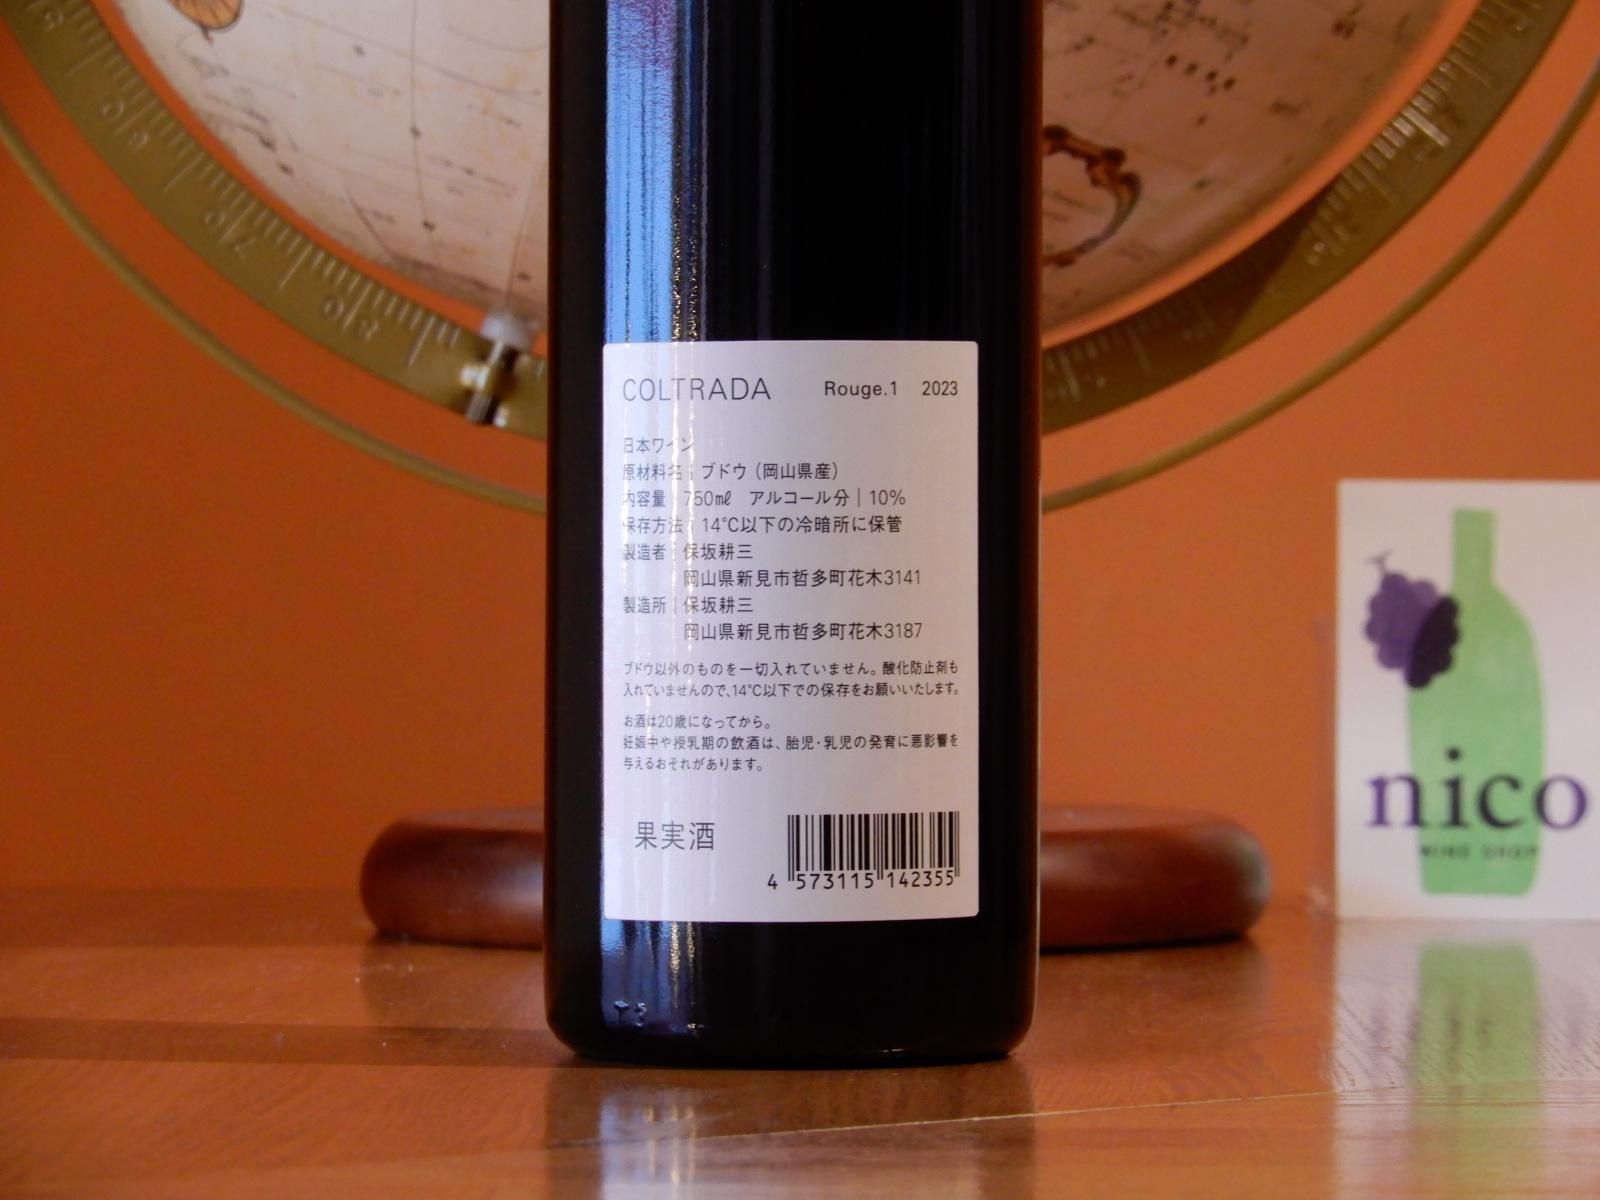 COLTRADA Rouge.1 2023
日本ワイン
原材料名｜ブドウ（岡山県産）
内容量｜750㎖ アルコール分｜10%
保存方法｜14℃以下の冷暗所に保管
製造者｜保坂耕三
岡山県新見市哲多町花木3141
製造所｜保坂耕三
岡山県新見市哲多町花木3187
ブドウ以外のものを一切入れていません。酸化防止剤も
入れていませんので、14℃以下での保存をお願いいたします。
お酒は20歳になってから。
妊娠中や授乳期の飲酒は、胎児・乳児の発育に悪影響を
与えるおそれがあります。
果実酒
4 573115 142355
nico
WINE SHOP